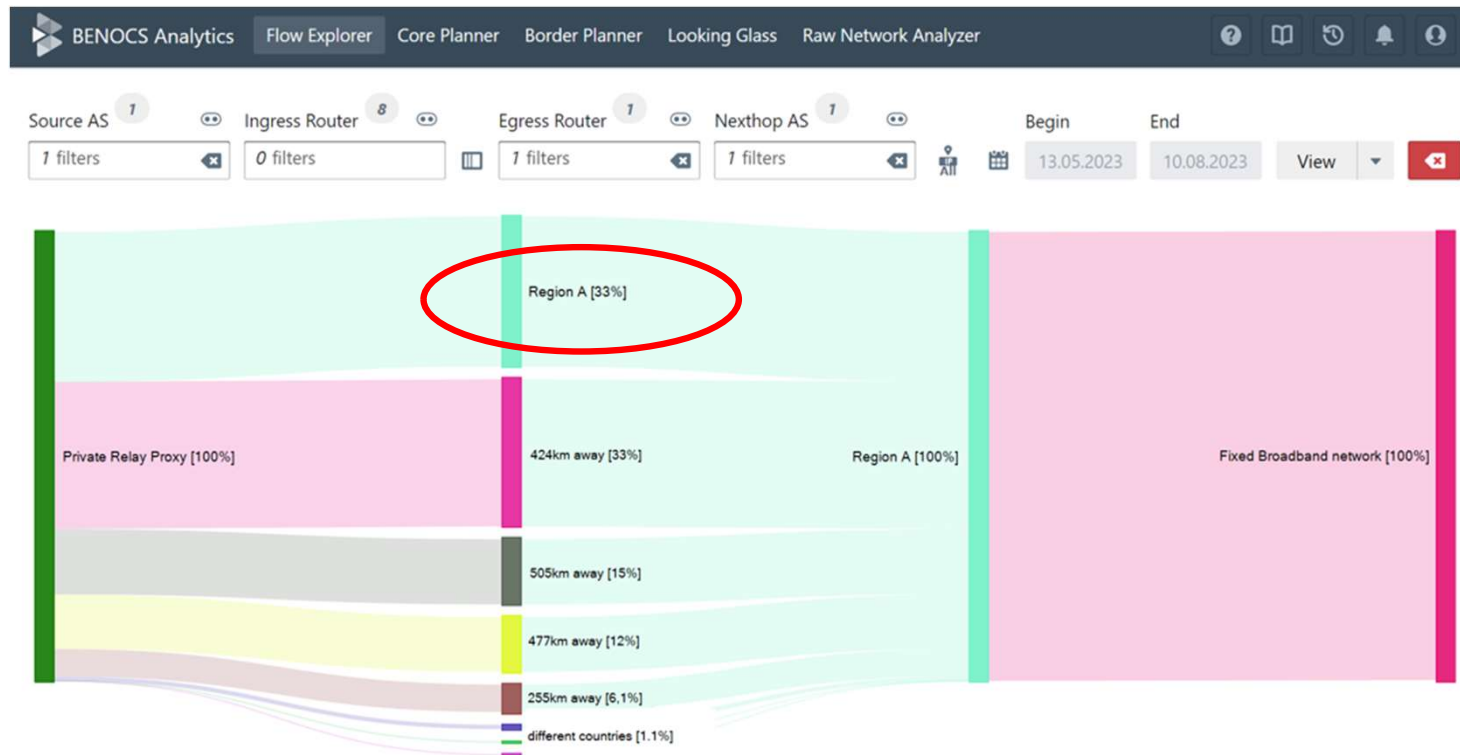 BENOCS Analytics Flow Explorer Core Planner Border Planner Looking Glass Raw Network Analyzer
Source AS 1 Ingress Router 8 Egress Router 1 Nexthop AS 1 Begin End
1 filters 0 filters 1 filters 1 filters All 13.05.2023 10.08.2023 View
Region A [33%]
Private Relay Proxy [100%] 424km away [33%] Region A [100%] Fixed Broadband network [100%]
505km away [15%]
477km away [12%]
255km away [6,1%]
different countries [1.1%]